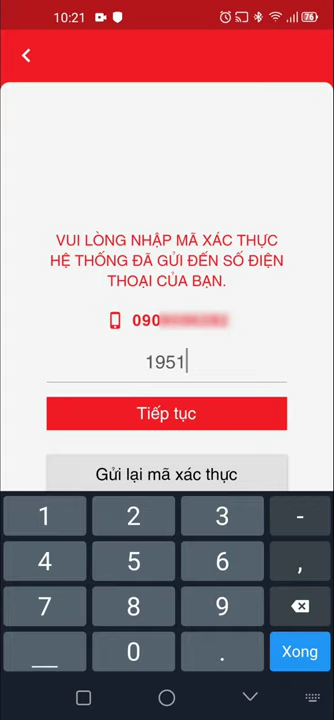 10:21
76
VUI LÒNG NHẬP MÃ XÁC THỰC
HỆ THỐNG ĐÃ GỬI ĐẾN SỐ ĐIỆN
THOẠI CỦA BẠN.
090
1951
Tiếp tục
Gửi lại mã xác thực
1 2 3 -
4 5 6 ,
7 8 9
_ 0 . Xong